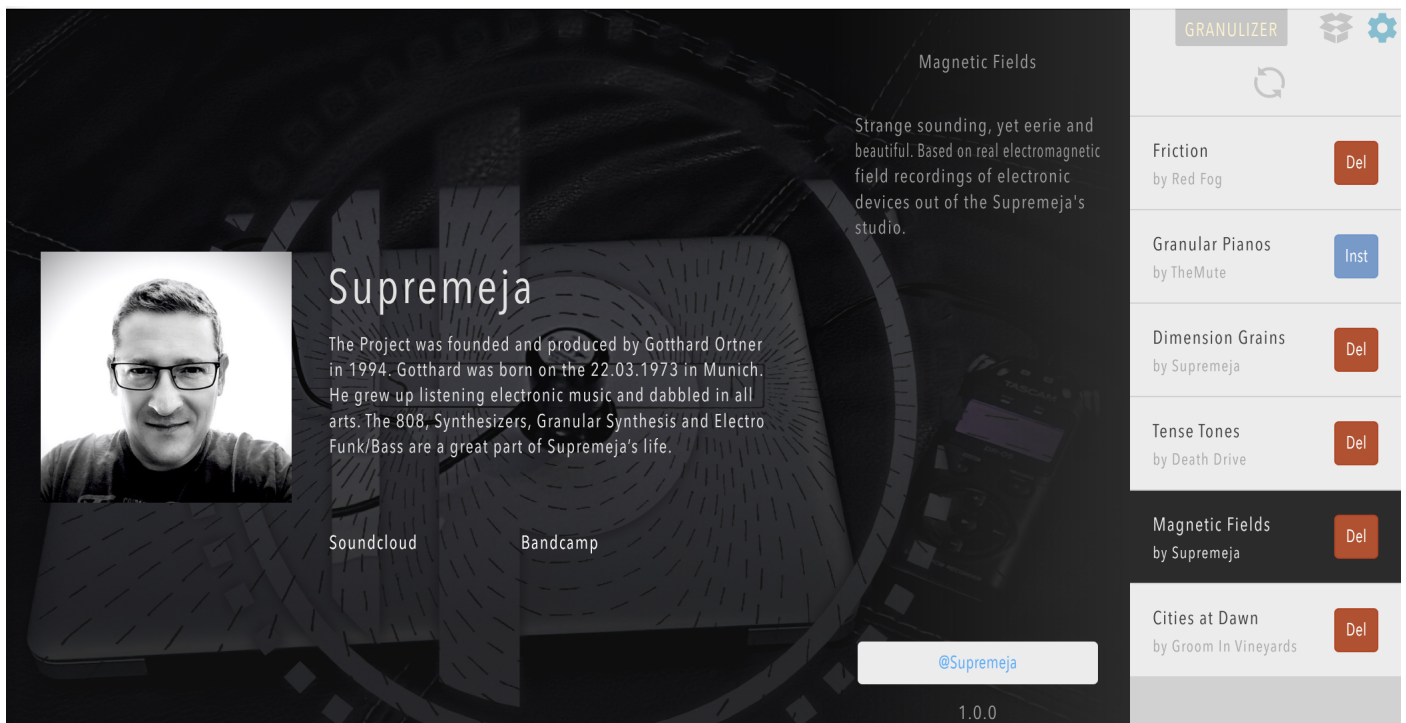 Magnetic Fields
Strange sounding, yet eerie and
beautiful. Based on real electromagnetic
field recordings of electronic
devices out of the Supremeja's
studio.
Supremeja
The Project was founded and produced by Gotthard Ortner
in 1994. Gotthard was born on the 22.03.1973 in Munich.
He grew up listening electronic music and dabbled in all
arts. The 808, Synthesizers, Granular Synthesis and Electro
Funk/Bass are a great part of Supremeja’s life.
Soundcloud
Bandcamp
TASCAM
@Supremeja
1.0.0
GRANULIZER
Friction
by Red Fog
Del
Granular Pianos
by TheMute
Inst
Dimension Grains
by Supremeja
Del
Tense Tones
by Death Drive
Del
Magnetic Fields
by Supremeja
Del
Cities at Dawn
by Groom In Vineyards
Del